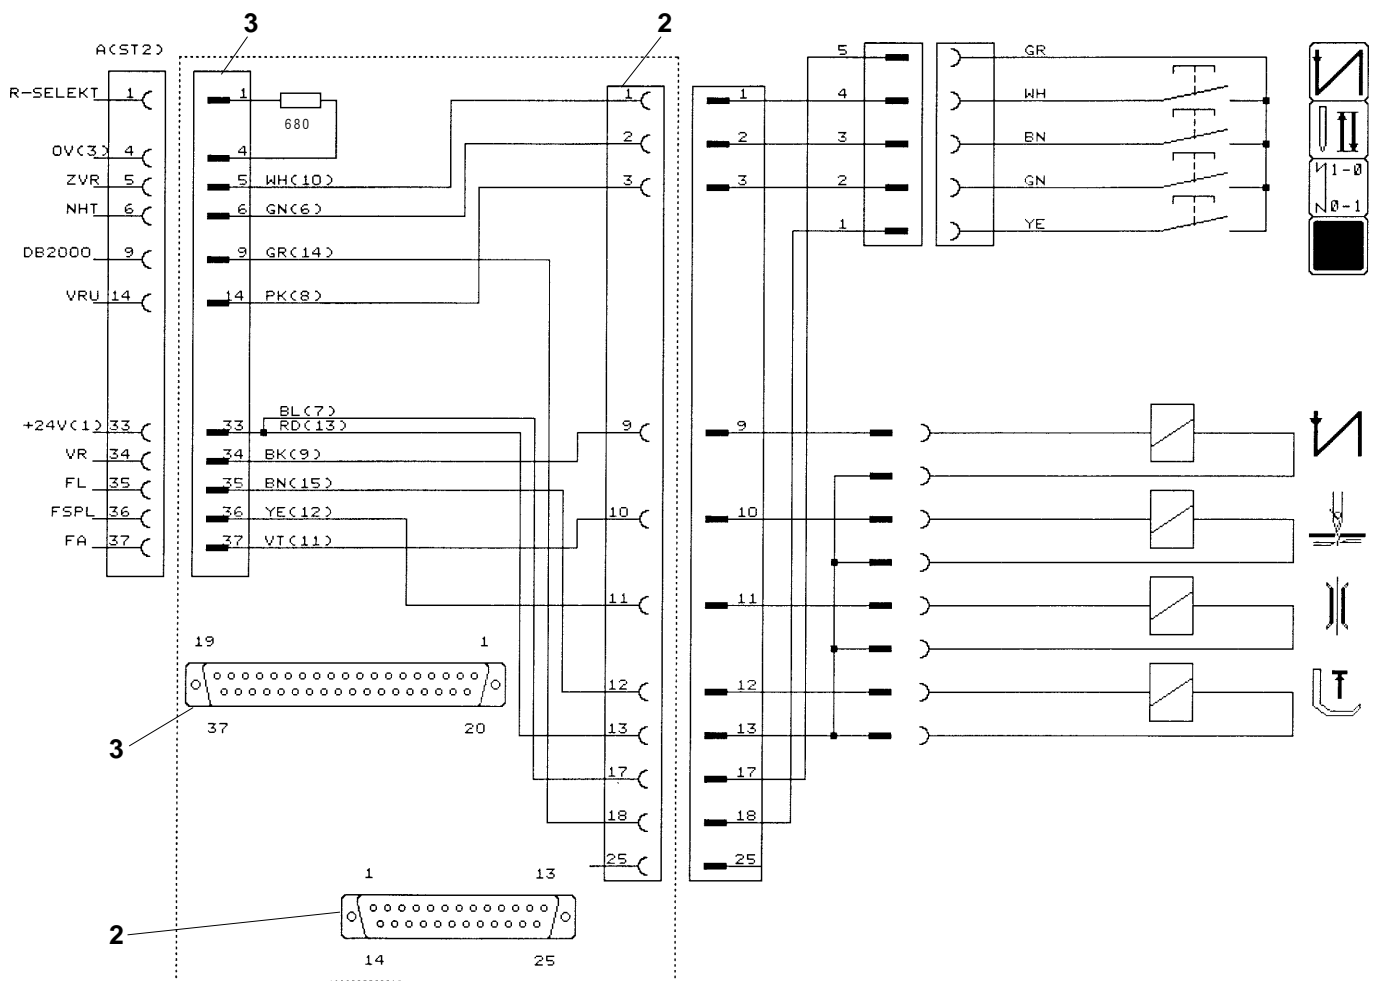 3
2
A(ST2)
R-SELEKT 1
0V(3) 4
ZVR 5
NHT 6
DB2000 9
VRU 14
+24V(1) 33
VR 34
FL 35
FSPL 36
FA 37
1
680
4
5 WH(10)
6 GN(6)
9 GR(14)
14 PK(8)
BL(7)
33 RD(13)
34 BK(9)
35 BN(15)
36 YE(12)
37 VT(11)
1
2
3
9
10
11
12
13
17
18
25
1
2
3
9
10
11
12
13
17
18
25
5
4
3
2
1
GR
WH
BN
GN
YE
1-0
0-1
19 1
37 20
3
1 13
2
14 25